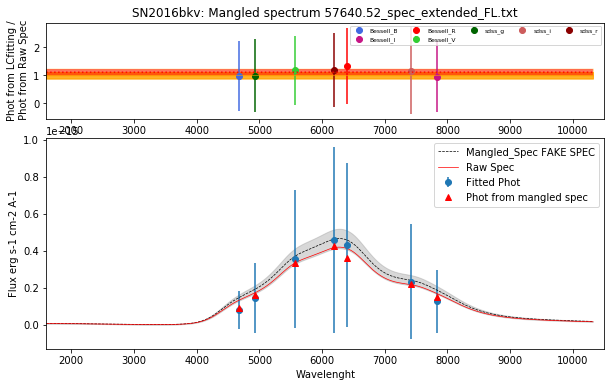 SN2016bkv: Mangled spectrum 57640.52_spec_extended_FL.txt
Phot from LCfitting /
Phot from Raw Spec
2
1
0
Bessell_B
Bessell_I
Bessell_R
Bessell_V
sdss_g
sdss_i
sdss_r
2000 3000 4000 5000 6000 7000 8000 9000 10000
1e−15
Flux erg s-1 cm-2 A-1
1.0
0.8
0.6
0.4
0.2
0.0
Mangled_Spec FAKE SPEC
Raw Spec
Fitted Phot
Phot from mangled spec
2000 3000 4000 5000 6000 7000 8000 9000 10000
Wavelenght